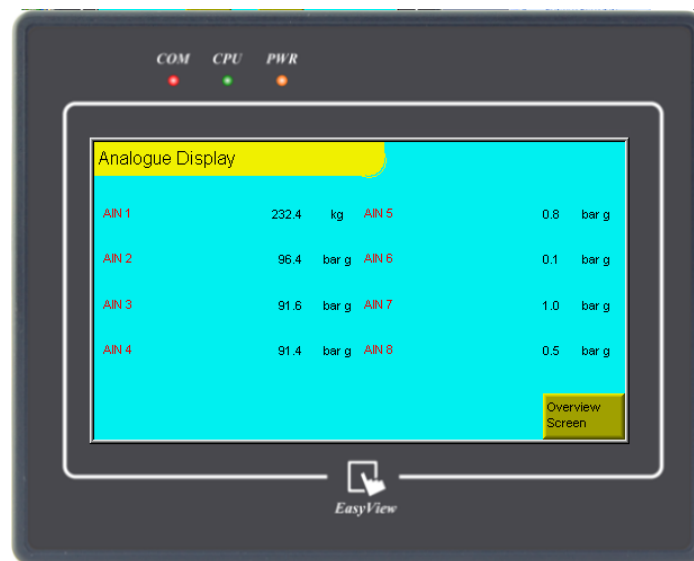 COM CPU PWR
Analogue Display
AIN 1 232.4 kg AIN 5 0.8 bar g
AIN 2 96.4 bar g AIN 6 0.1 bar g
AIN 3 91.6 bar g AIN 7 1.0 bar g
AIN 4 91.4 bar g AIN 8 0.5 bar g
Overview
Screen
EasyView